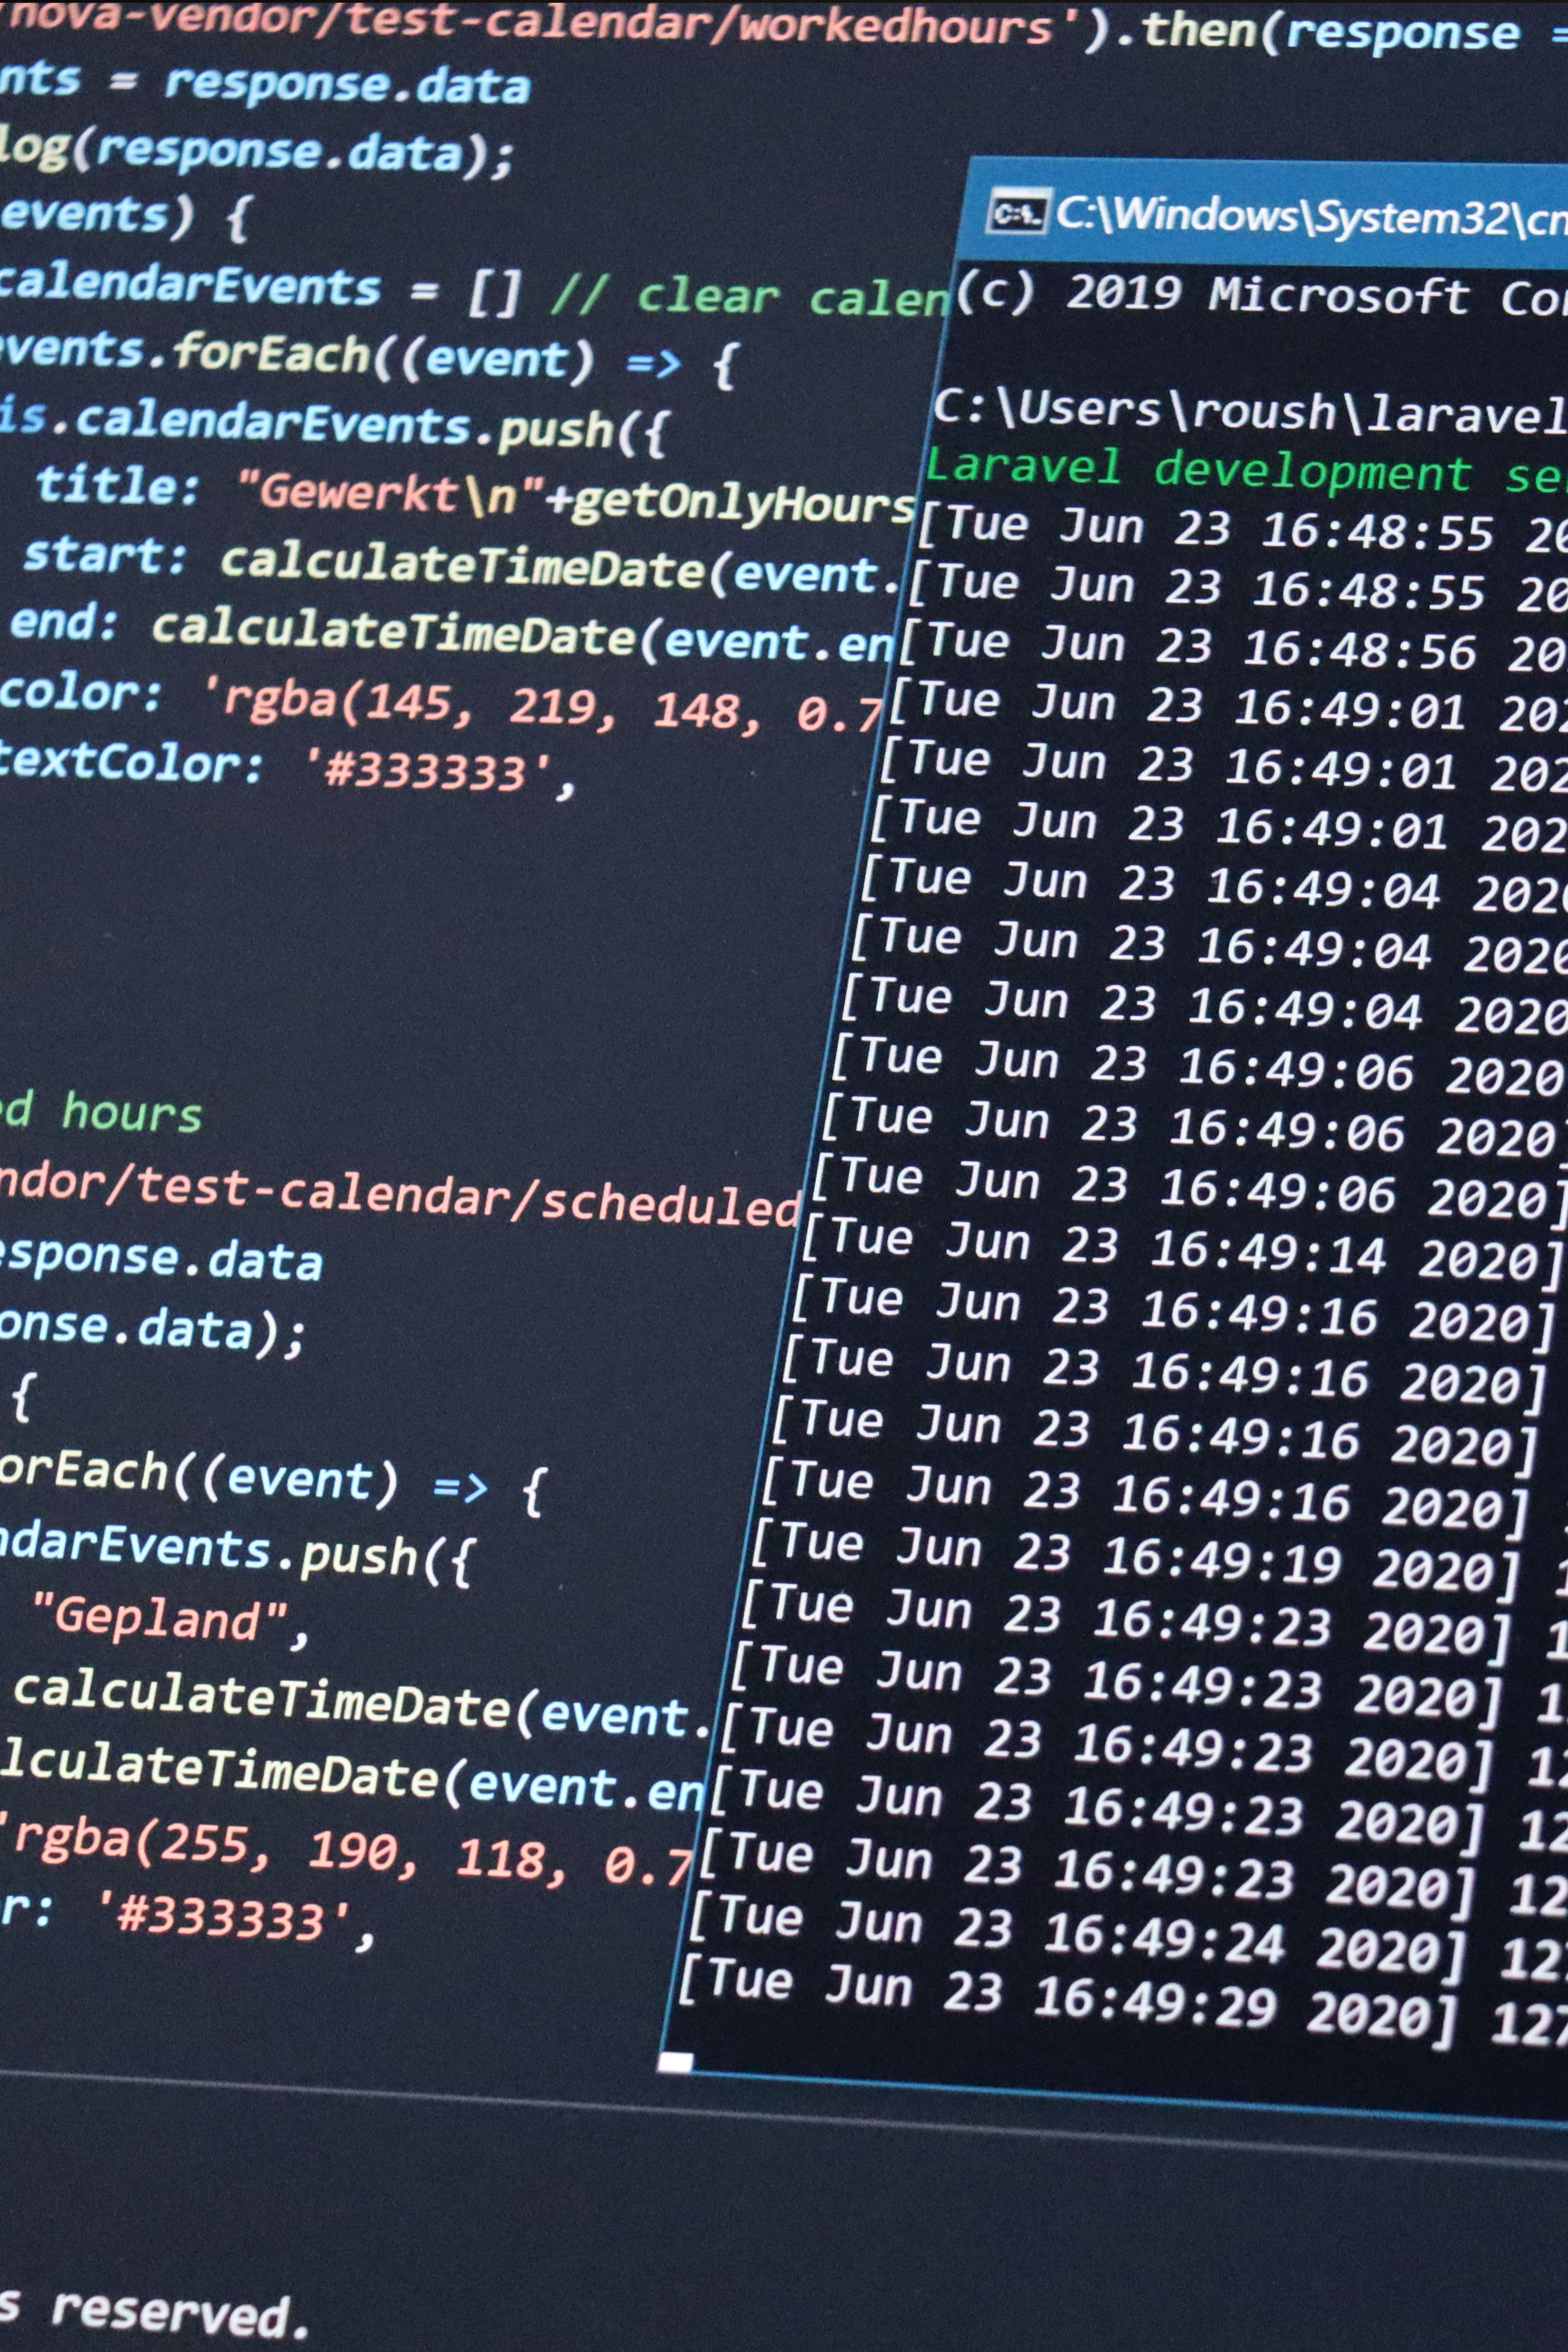 nova-vendor/test-calendar/workedhours').then(response =
nts = response.data
log(response.data);
events) {
calendarEvents = [] // clear calen
vents.forEach((event) => {
is.calendarEvents.push({
title: "Gewerkt\n"+getOnlyHours
start: calculateTimeDate(event.
end: calculateTimeDate(event.en
color: 'rgba(145, 219, 148, 0.7
textColor: '#333333',
ed hours
ndor/test-calendar/scheduled
esponse.data
onse.data);
{
orEach((event) => {
ndarEvents.push({
"Gepland",
calculateTimeDate(event.
lculateTimeDate(event.en
'rgba(255, 190, 118, 0.7
r: '#333333',
s reserved.
C:\Windows\System32\cm
(c) 2019 Microsoft Cor
C:\Users\roush\laravel
Laravel development se
[Tue Jun 23 16:48:55 20
[Tue Jun 23 16:48:55 20
[Tue Jun 23 16:48:56 20
[Tue Jun 23 16:49:01 20
[Tue Jun 23 16:49:01 202
[Tue Jun 23 16:49:01 202
[Tue Jun 23 16:49:04 2020
[Tue Jun 23 16:49:04 2020
[Tue Jun 23 16:49:04 2020
[Tue Jun 23 16:49:06 2020
[Tue Jun 23 16:49:06 2020]
[Tue Jun 23 16:49:06 2020]
[Tue Jun 23 16:49:14 2020]
[Tue Jun 23 16:49:16 2020]
[Tue Jun 23 16:49:16 2020]
[Tue Jun 23 16:49:16 2020]
[Tue Jun 23 16:49:16 2020]
[Tue Jun 23 16:49:19 2020] 1
[Tue Jun 23 16:49:23 2020] 1
[Tue Jun 23 16:49:23 2020] 1
[Tue Jun 23 16:49:23 2020] 12
[Tue Jun 23 16:49:23 2020] 12
[Tue Jun 23 16:49:23 2020] 12
[Tue Jun 23 16:49:24 2020] 127
[Tue Jun 23 16:49:29 2020] 127